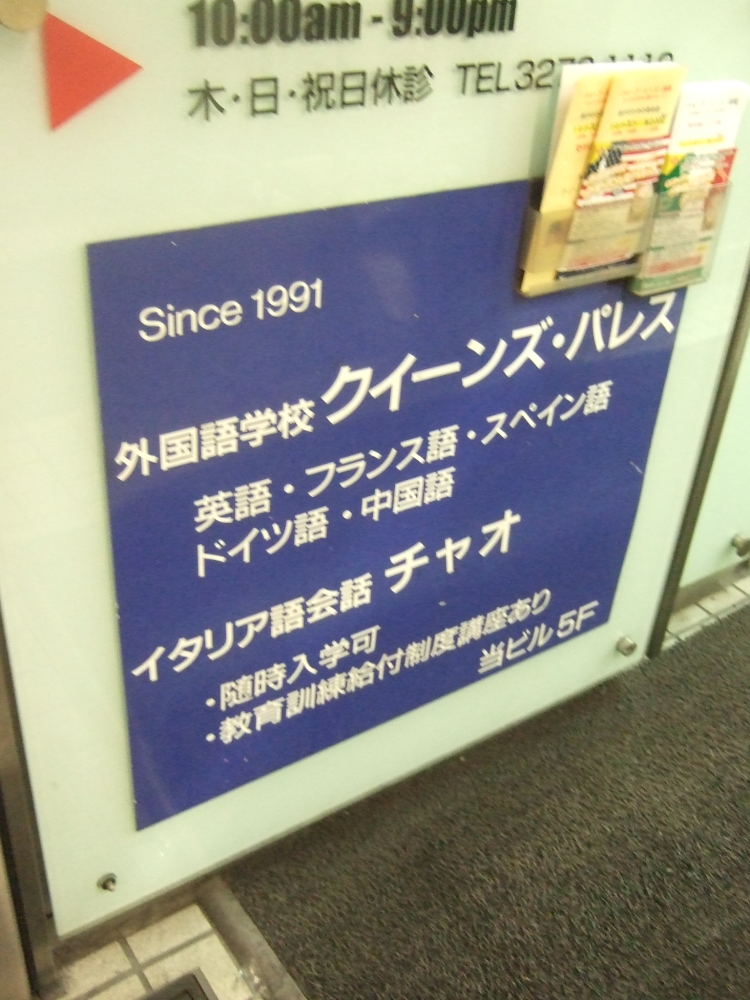 10:00am - 9:00pm
木・日・祝日休診 TEL
Since 1991
外国語学校 クイーンズ・パレス
英語・フランス語・スペイン語
ドイツ語・中国語
イタリア語会話 チャオ
・随時入学可
・教育訓練給付制度講座あり
当ビル5F